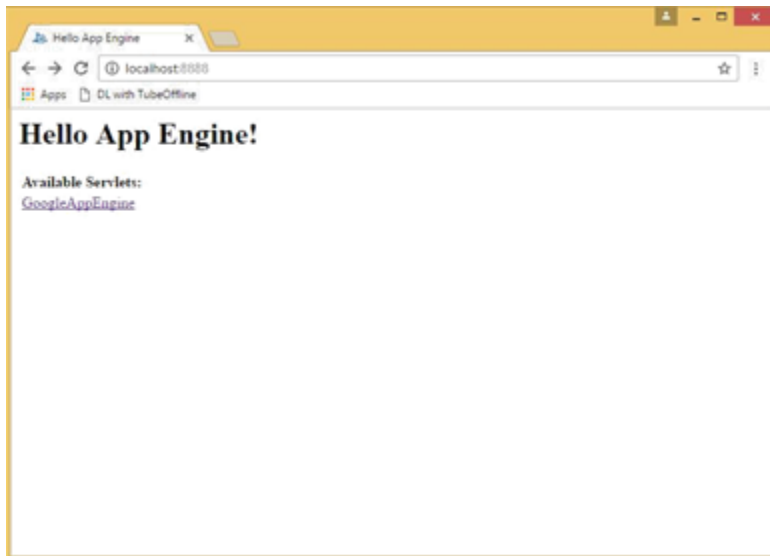 Hello App Engine
localhost:8888
Apps DL with TubeOffline
Hello App Engine!
Available Servlets:
GoogleAppEngine